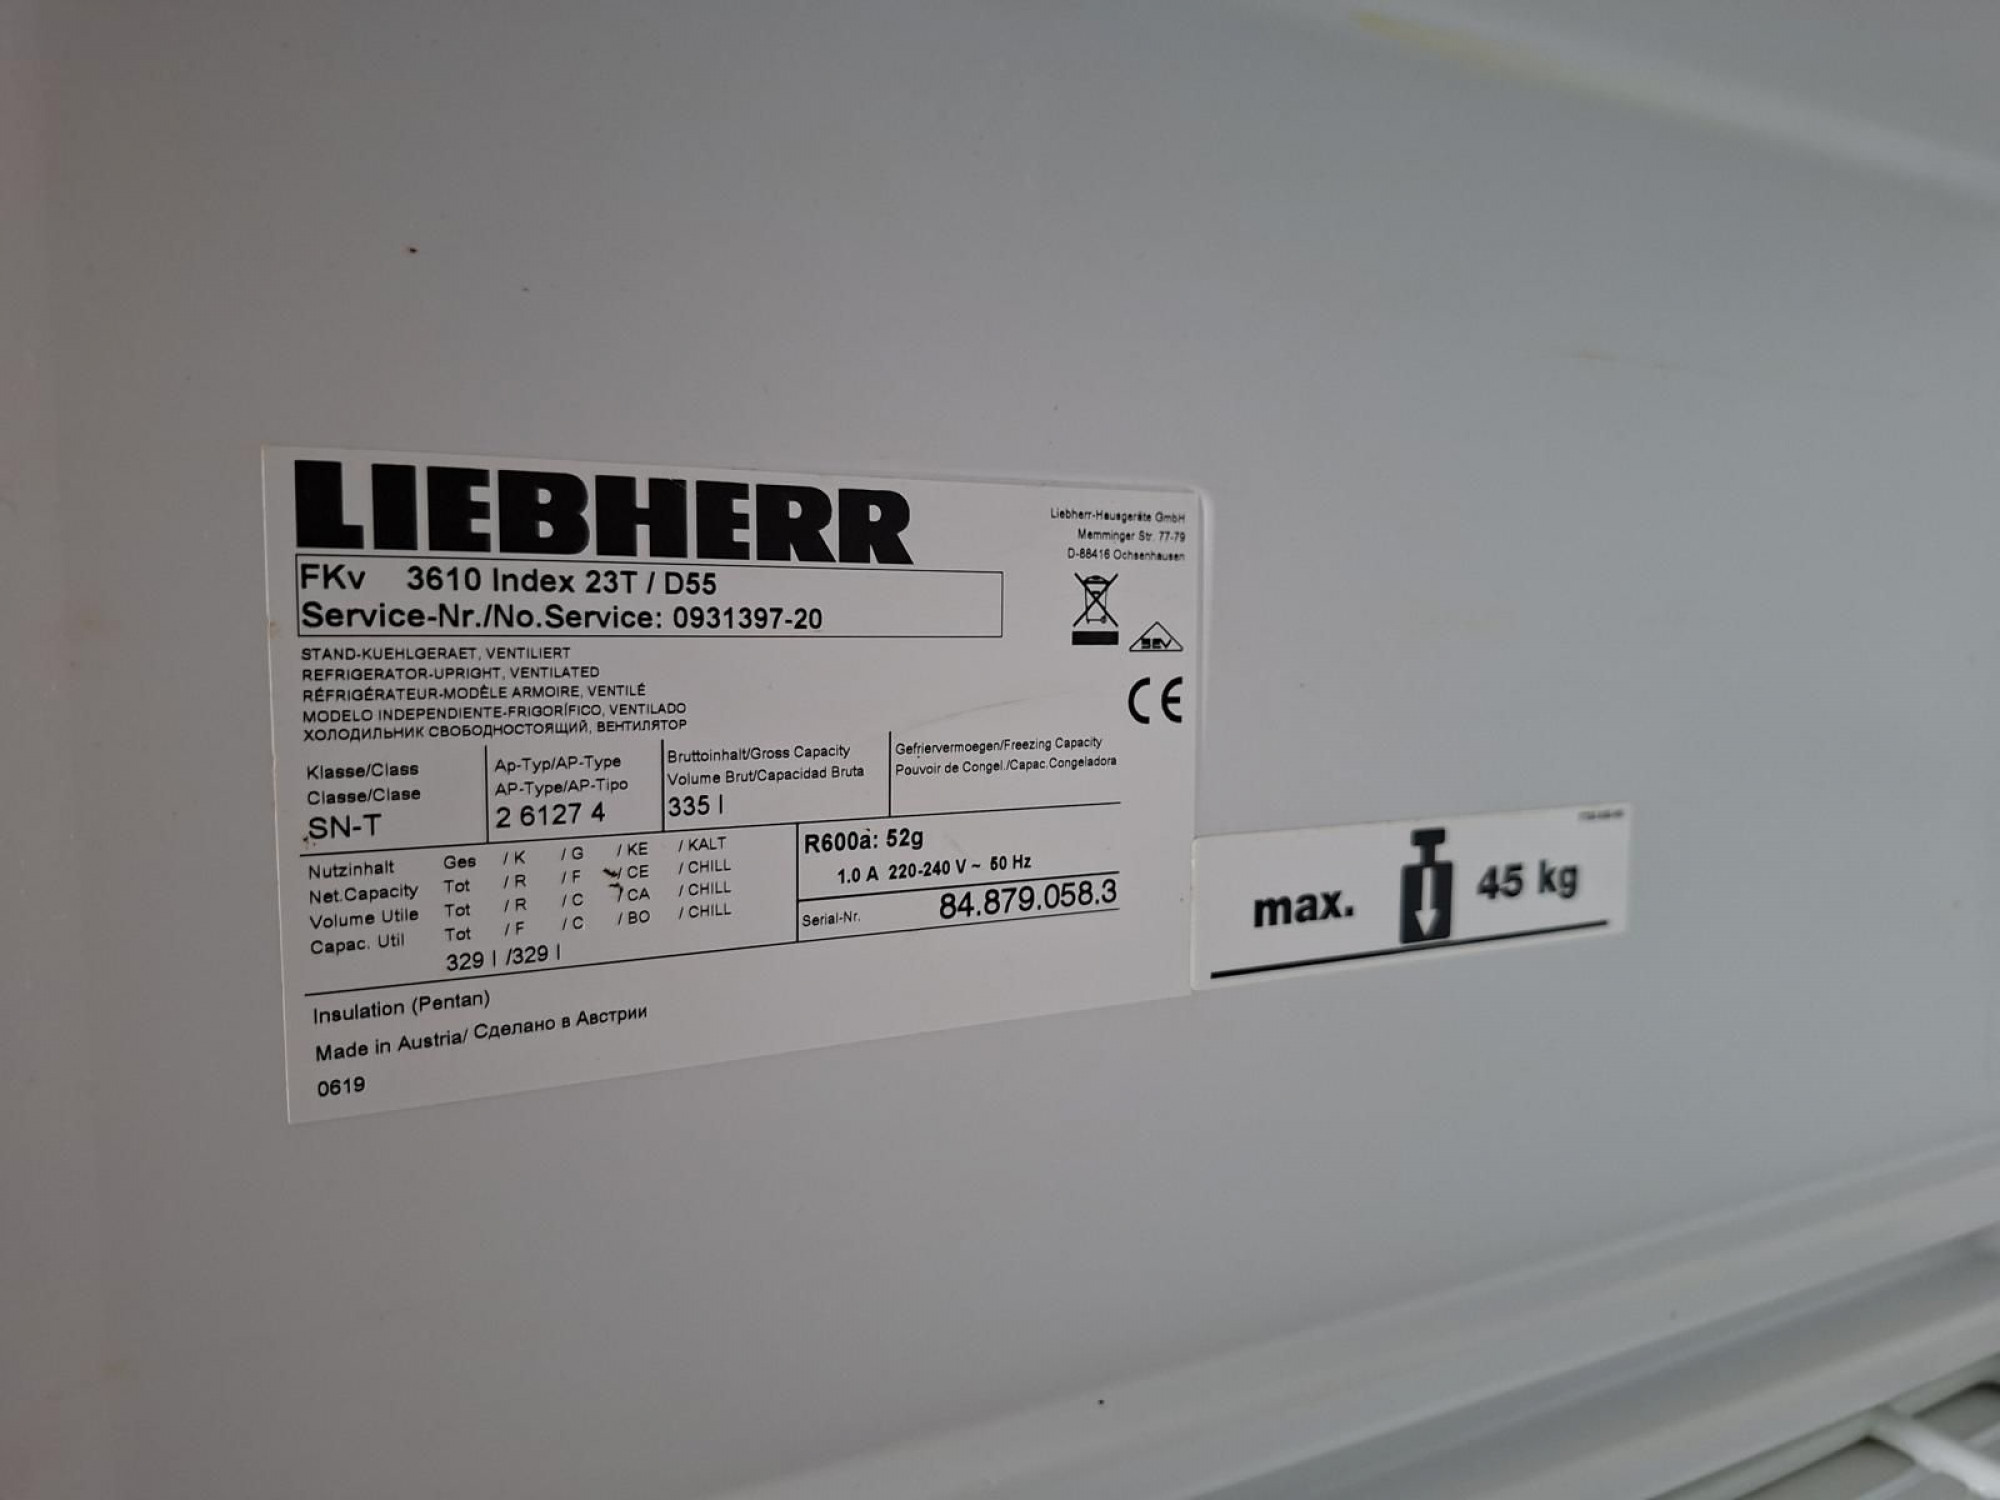 LIEBHERR
Liebherr-Hausgeräte GmbH
Memminger Str. 77-79
D-88416 Ochsenhausen
FKv 3610 Index 23T / D55
Service-Nr./No.Service: 0931397-20
SEV
CE
STAND-KUEHLGERAET, VENTILIERT
REFRIGERATOR-UPRIGHT, VENTILATED
RÉFRIGÉRATEUR-MODÈLE ARMOIRE, VENTILÉ
MODELO INDEPENDIENTE-FRIGORÍFICO, VENTILADO
ХОЛОДИЛЬНИК СВОБОДНОСТОЯЩИЙ, ВЕНТИЛЯТОР
Klasse/Class
Classe/Clase
SN-T
Ap-Typ/AP-Type
AP-Type/AP-Tipo
2 6127 4
Bruttoinhalt/Gross Capacity
Volume Brut/Capacidad Bruta
335 l
Gefriervermoegen/Freezing Capacity
Pouvoir de Congel./Capac.Congeladora
Nutzinhalt Ges / K / G / KE / KALT
Net.Capacity Tot / R / F / CE / CHILL
Volume Utile Tot / R / C / CA / CHILL
Capac. Util Tot / F / C / BO / CHILL
329 l /329 l
R600a: 52g
1.0 A 220-240 V ~ 50 Hz
Serial-Nr. 84.879.058.3
Insulation (Pentan)
Made in Austria/ Сделано в Австрии
0619
max. 45 kg